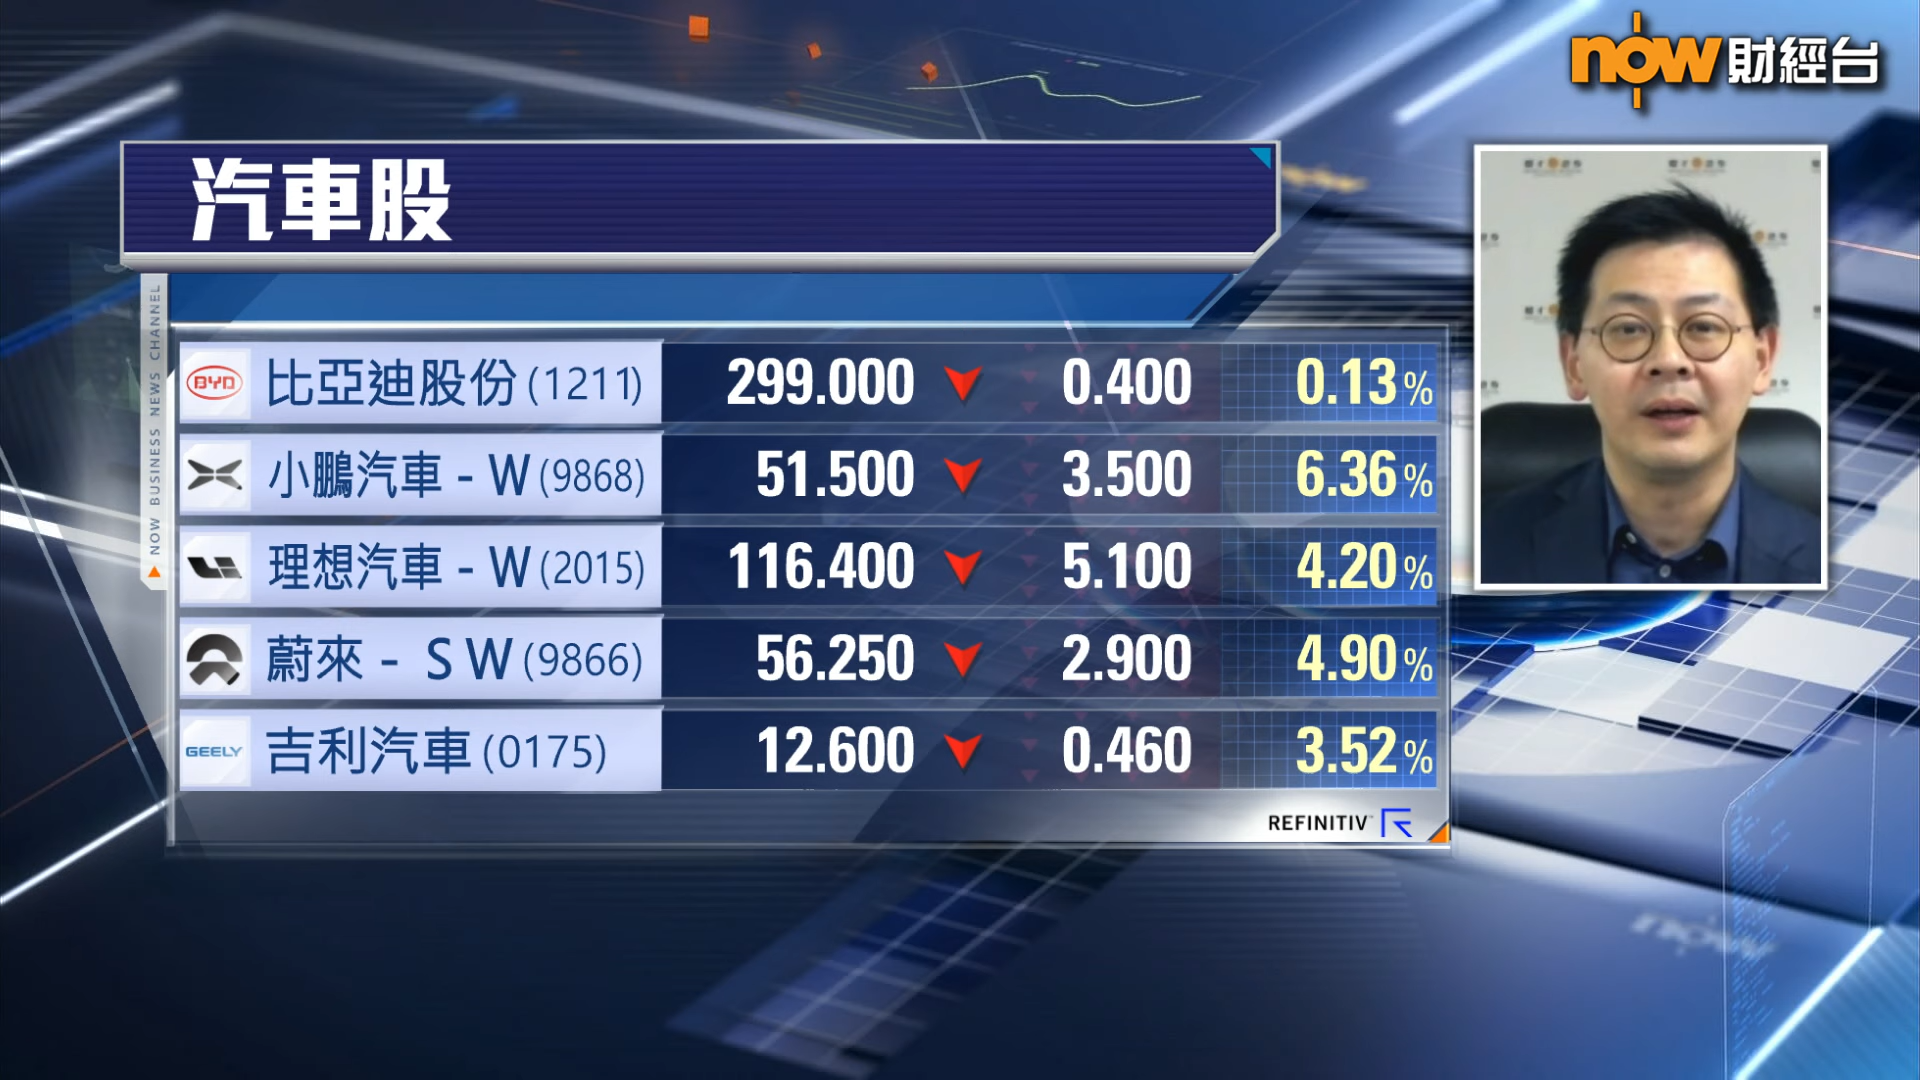 now 財經台
汽車股
NOW BUSINESS NEWS CHANNEL
BYD 比亞迪股份 (1211) 299.000 0.400 0.13%
小鵬汽車 - W (9868) 51.500 3.500 6.36%
理想汽車 - W (2015) 116.400 5.100 4.20%
蔚來 - SW (9866) 56.250 2.900 4.90%
GEELY 吉利汽車 (0175) 12.600 0.460 3.52%
REFINITIV